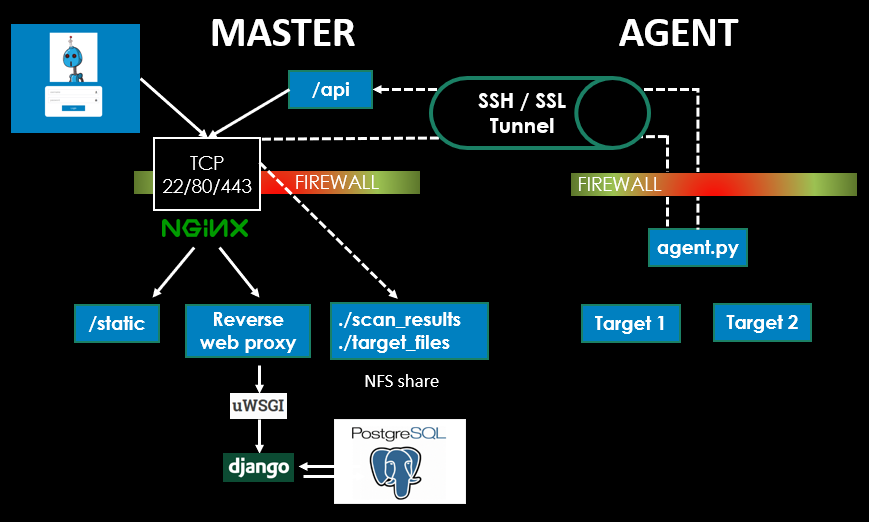 MASTER
AGENT
/api
SSH / SSL
Tunnel
TCP
22/80/443
FIREWALL
FIREWALL
NGiNX
agent.py
/static
Reverse
web proxy
./scan_results
./target_files
Target 1
Target 2
NFS share
uWSGI
django
PostgreSQL